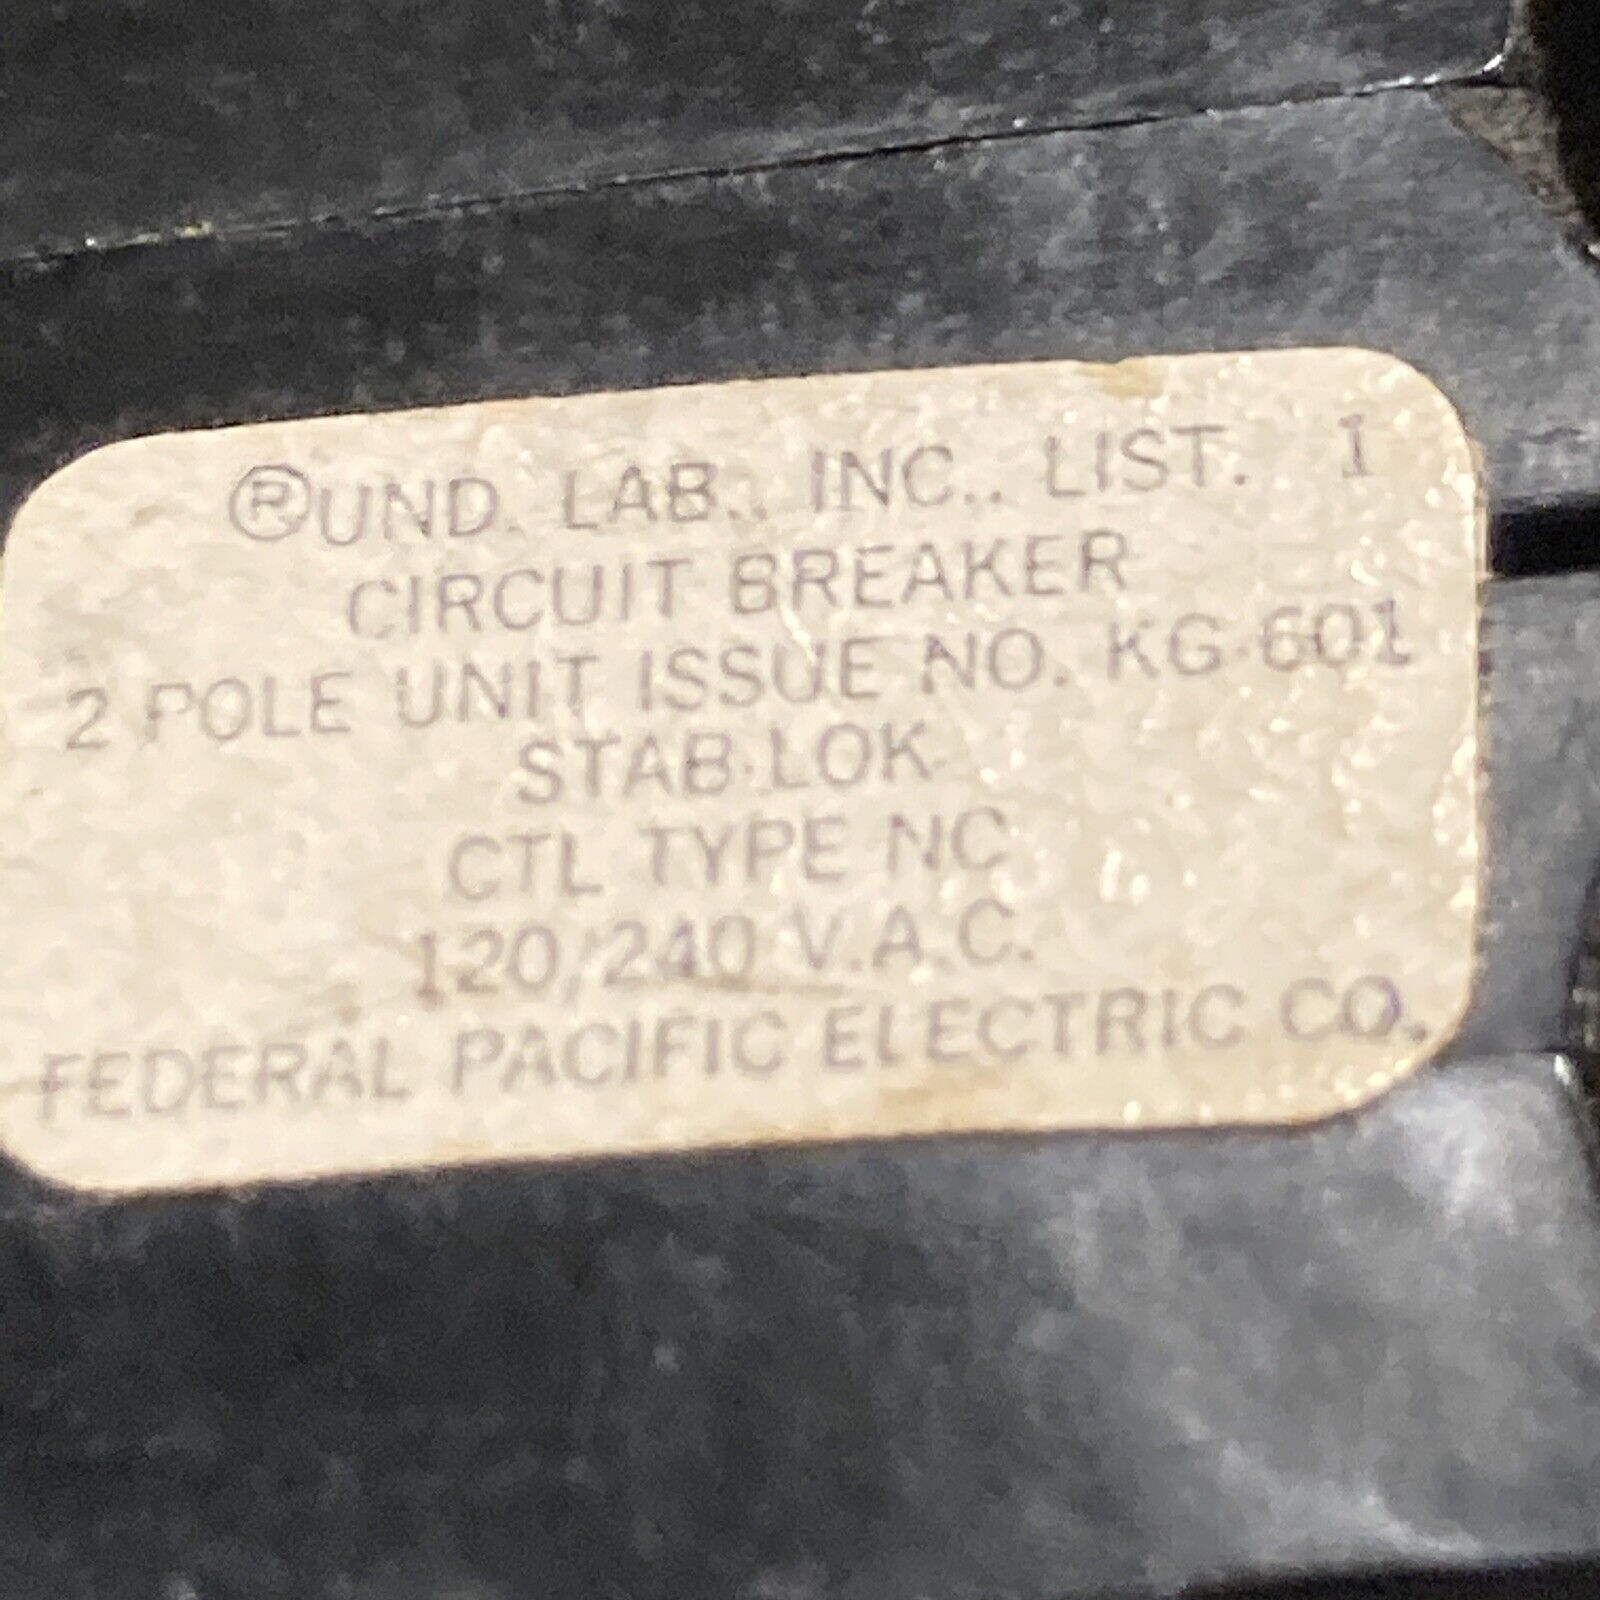 ®UND. LAB., INC., LIST. 1
CIRCUIT BREAKER
2 POLE UNIT ISSUE NO. KG-601
STAB-LOK
CTL TYPE NC
120/240 V.A.C.
FEDERAL PACIFIC ELECTRIC CO.